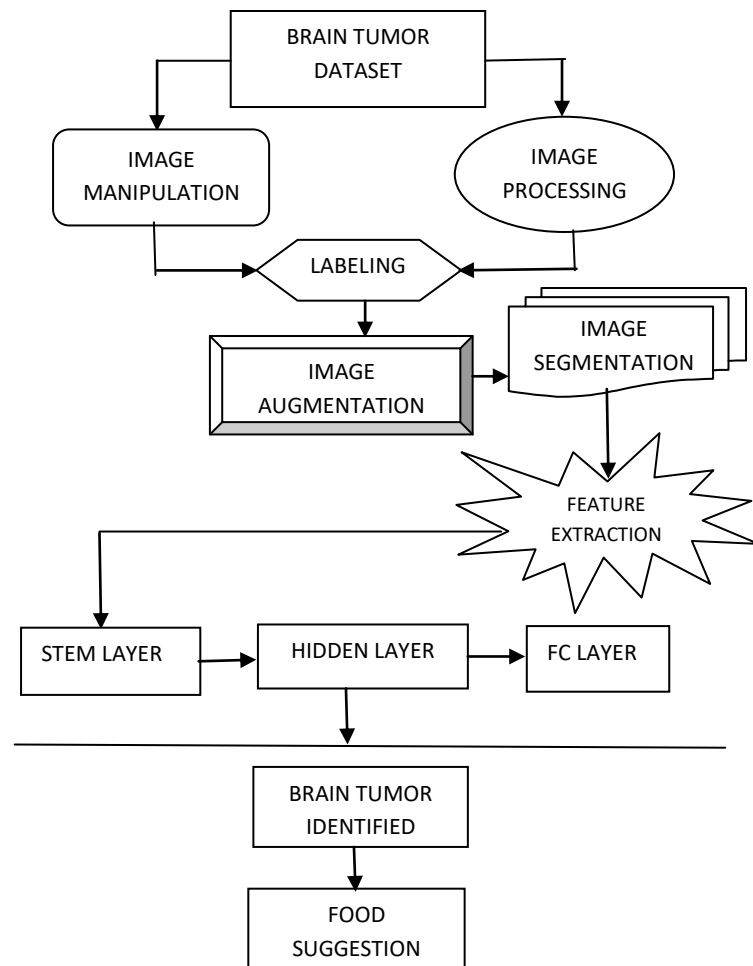 BRAIN TUMOR
DATASET
IMAGE
MANIPULATION
IMAGE
PROCESSING
LABELING
IMAGE
AUGMENTATION
IMAGE
SEGMENTATION
FEATURE
EXTRACTION
STEM LAYER
HIDDEN LAYER
FC LAYER
BRAIN TUMOR
IDENTIFIED
FOOD
SUGGESTION